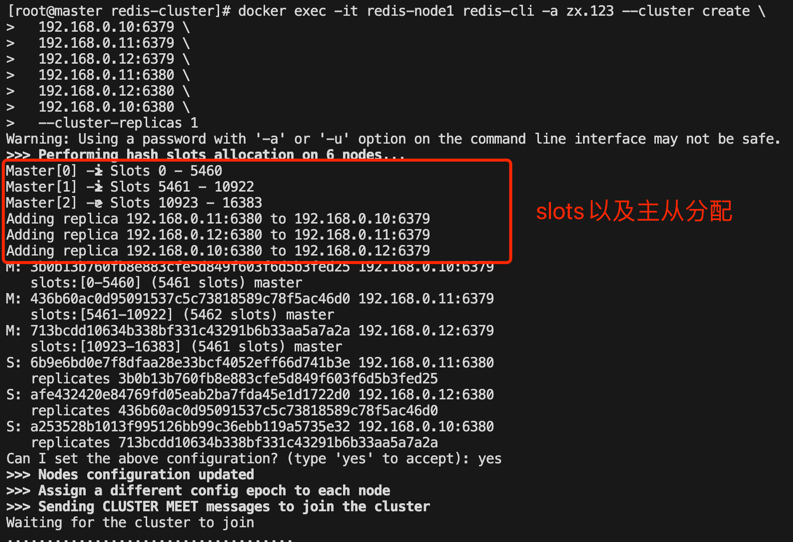 [root@master redis-cluster]# docker exec -it redis-node1 redis-cli -a zx.123 --cluster create \
>   192.168.0.10:6379 \
>   192.168.0.11:6379 \
>   192.168.0.12:6379 \
>   192.168.0.11:6380 \
>   192.168.0.12:6380 \
>   192.168.0.10:6380 \
>   --cluster-replicas 1
Warning: Using a password with '-a' or '-u' option on the command line interface may not be safe.
>>> Performing hash slots allocation on 6 nodes...
Master[0] -> Slots 0 - 5460
Master[1] -> Slots 5461 - 10922
Master[2] -> Slots 10923 - 16383
Adding replica 192.168.0.11:6380 to 192.168.0.10:6379
Adding replica 192.168.0.12:6380 to 192.168.0.11:6379
Adding replica 192.168.0.10:6380 to 192.168.0.12:6379
slots以及主从分配
M: 3b0b13b760fb8e883cfe5d849f603f6d5b3fed25 192.168.0.10:6379
   slots:[0-5460] (5461 slots) master
M: 436b60ac0d95091537c5c73818589c78f5ac46d0 192.168.0.11:6379
   slots:[5461-10922] (5462 slots) master
M: 713bcdd10634b338bf331c43291b6b33aa5a7a2a 192.168.0.12:6379
   slots:[10923-16383] (5461 slots) master
S: 6b9e6bd0e7f8dfaa28e33bcf4052eff66d741b3e 192.168.0.11:6380
   replicates 3b0b13b760fb8e883cfe5d849f603f6d5b3fed25
S: afe432420e84769fd05eab2ba7fda45e1d1722d0 192.168.0.12:6380
   replicates 436b60ac0d95091537c5c73818589c78f5ac46d0
S: a253528b1013f995126bb99c36ebb119a5735e32 192.168.0.10:6380
   replicates 713bcdd10634b338bf331c43291b6b33aa5a7a2a
Can I set the above configuration? (type 'yes' to accept): yes
>>> Nodes configuration updated
>>> Assign a different config epoch to each node
>>> Sending CLUSTER MEET messages to join the cluster
Waiting for the cluster to join
....................................